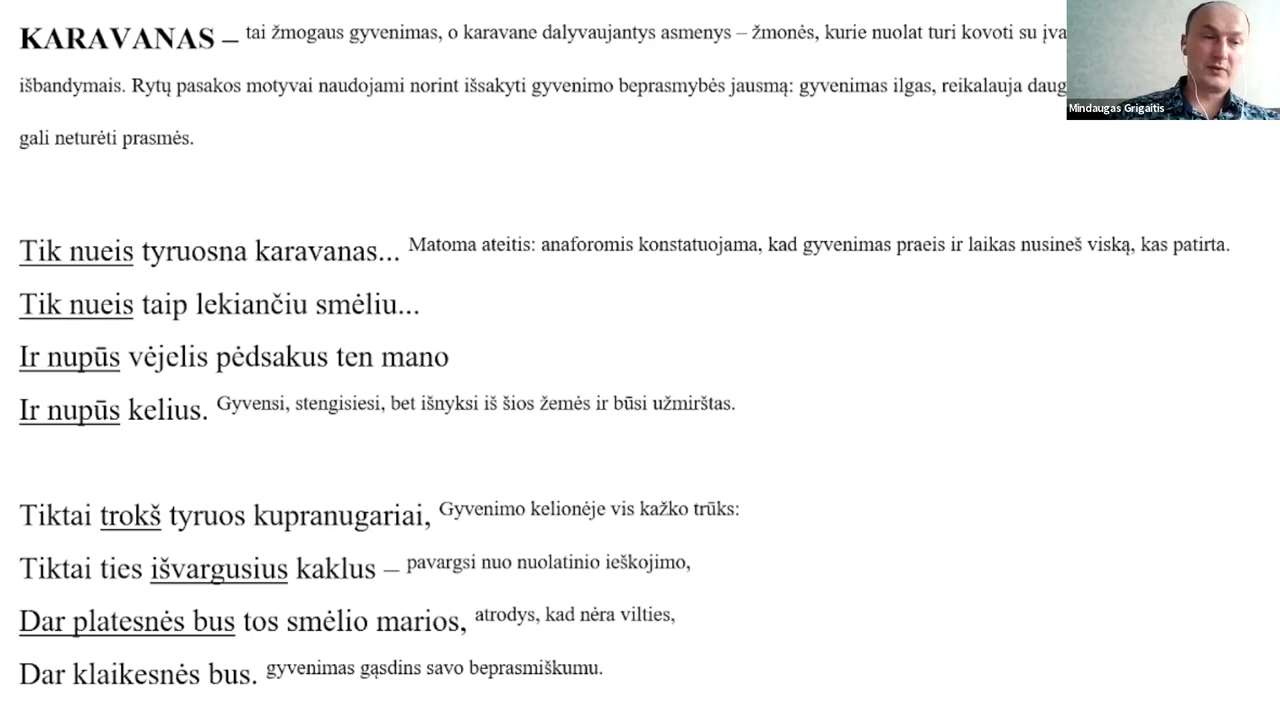 KARAVANAS – tai žmogaus gyvenimas, o karavane dalyvaujantys asmenys – žmonės, kurie nuolat turi kovoti su
išbandymais. Rytų pasakos motyvai naudojami norint išsakyti gyvenimo beprasmybės jausmą: gyvenimas ilgas, reikalauja
gali neturėti prasmės.
Mindaugas Grigaitis
Tik nueis tyruosna karavanas... Matoma ateitis: anaforomis konstatuojama, kad gyvenimas praeis ir laikas nusineš viską, kas patirta.
Tik nueis taip lekiančiu smėliu...
Ir nupūs vėjelis pėdsakus ten mano
Ir nupūs kelius. Gyvensi, stengisiesi, bet išnyksi iš šios žemės ir būsi užmirštas.
Tiktai trokš tyruos kupranugariai, Gyvenimo kelionėje vis kažko trūks:
Tiktai ties išvargusius kaklus – pavargsi nuo nuolatinio ieškojimo,
Dar platesnės bus tos smėlio marios, atrodys, kad nėra vilties,
Dar klaikesnės bus. gyvenimas gąsdins savo beprasmiškumu.